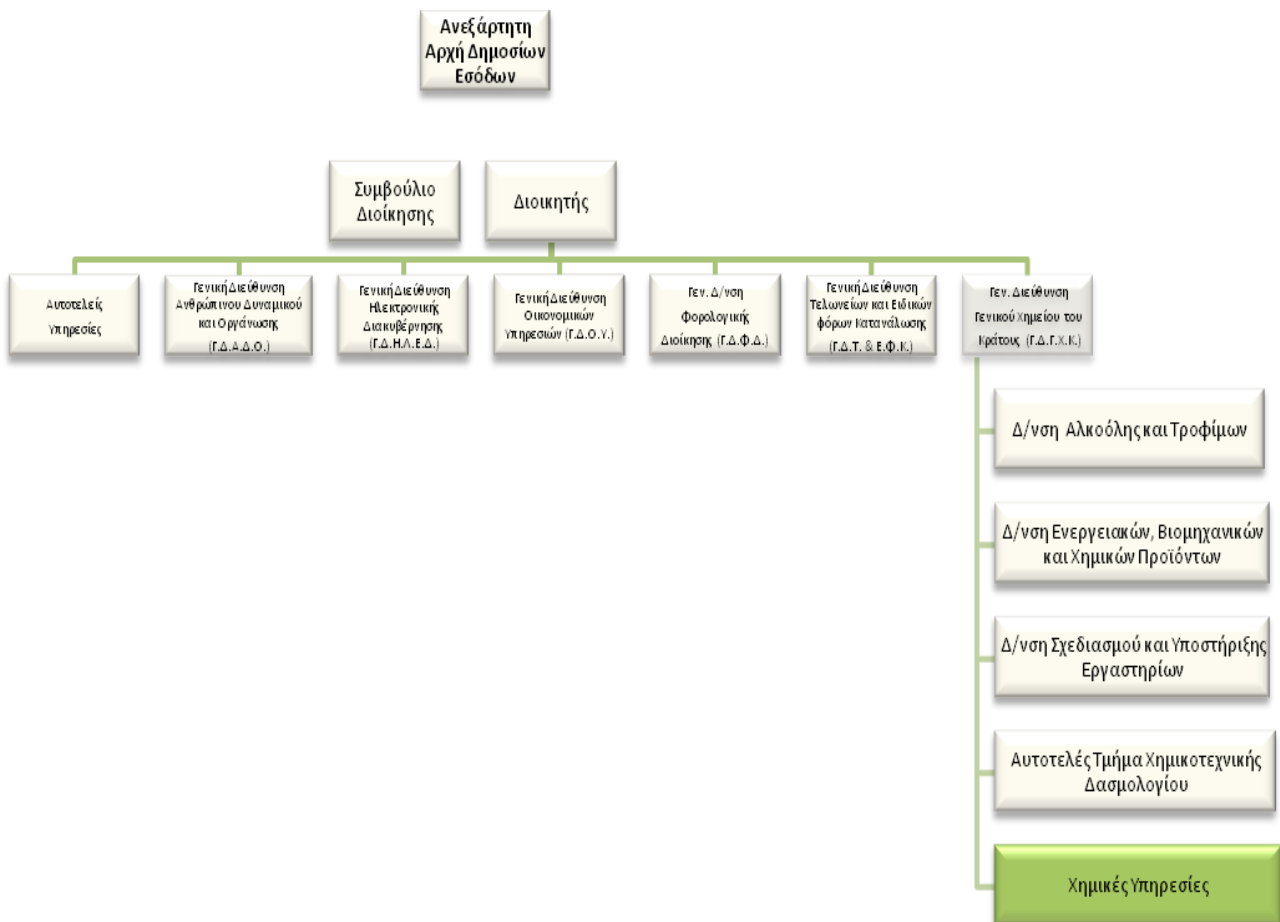 Ανεξάρτητη
Αρχή Δημοσίων
Εσόδων
Συμβούλιο
Διοίκησης
Διοικητής
Αυτοτελείς
Υπηρεσίες
Γενική Διεύθυνση
Ανθρώπινου Δυναμικού
και Οργάνωσης
(Γ.Δ.Α.Δ.Ο.)
Γενική Διεύθυνση
Ηλεκτρονικής
Διακυβέρνησης
(Γ.Δ.Η.Λ.Ε.Δ.)
Γενική Διεύθυνση
Οικονομικών
Υπηρεσιών (Γ.Δ.Ο.Υ.)
Γεν. Δ/νση
Φορολογικής
Διοίκησης (Γ.Δ.Φ.Δ.)
Γενική Διεύθυνση
Τελωνείων και Ειδικών
φόρων Κατανάλωσης
(Γ.Δ.Τ. & Ε.Φ.Κ.)
Γεν. Διεύθυνση
Γενικού Χημείου του
Κράτους (Γ.Δ.Γ.Χ.Κ.)
Δ/νση Αλκοόλης και Τροφίμων
Δ/νση Ενεργειακών, Βιομηχανικών
και Χημικών Προϊόντων
Δ/νση Σχεδιασμού και Υποστήριξης
Εργαστηρίων
Αυτοτελές Τμήμα Χημικοτεχνικής
Δασμολογίου
Χημικές Υπηρεσίες